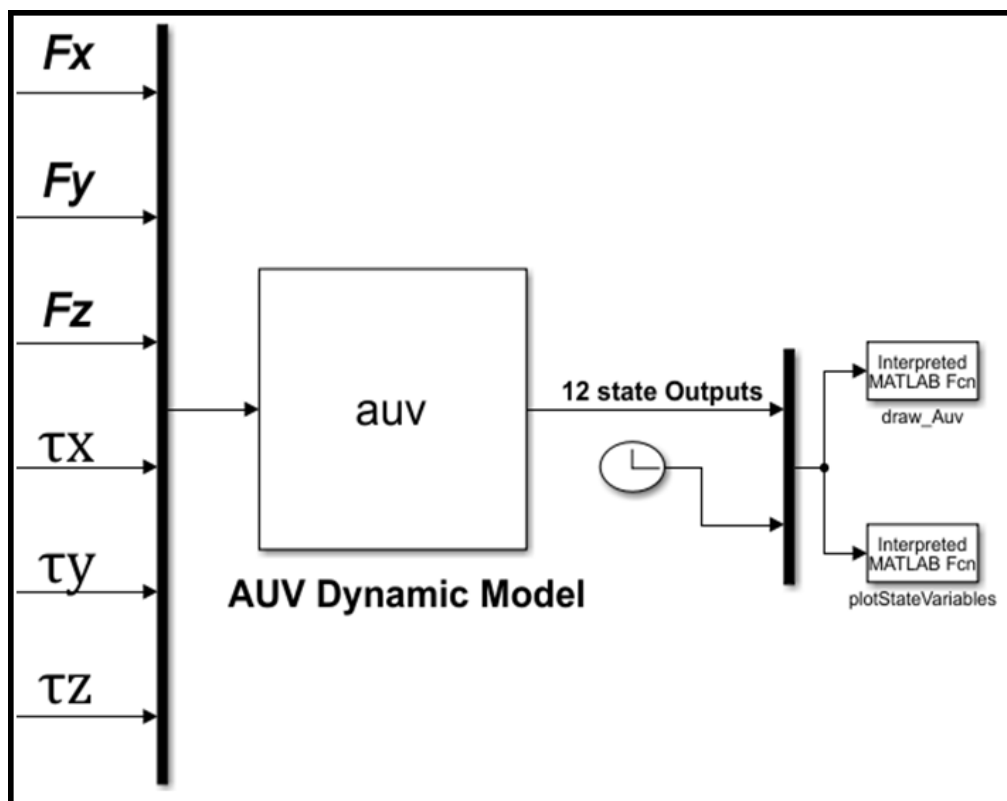 Fx
Fy
Fz
τx
τy
τz
auv
AUV Dynamic Model
12 state Outputs
Interpreted
MATLAB Fcn
draw_Auv
Interpreted
MATLAB Fcn
plotStateVariables